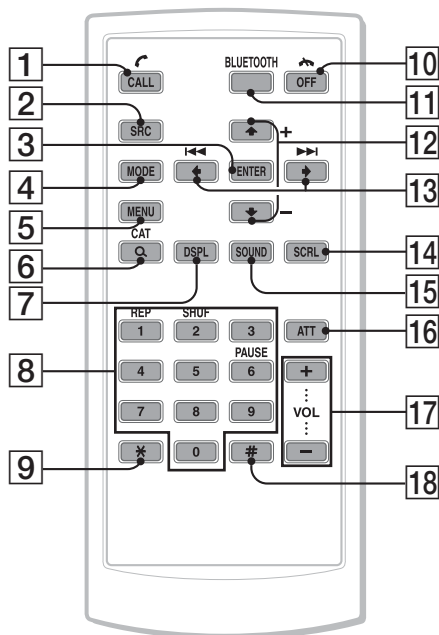 BLUETOOTH
1 CALL OFF 10
11
2 SRC + 12
3
4 MODE ENTER 13
5 MENU −
CAT
6 DSPL SOUND SCRL 14
7 15
REP SHUF
1 2 3 ATT 16
8 PAUSE
4 5 6 +
7 8 9 VOL 17
9 * 0 # − 18